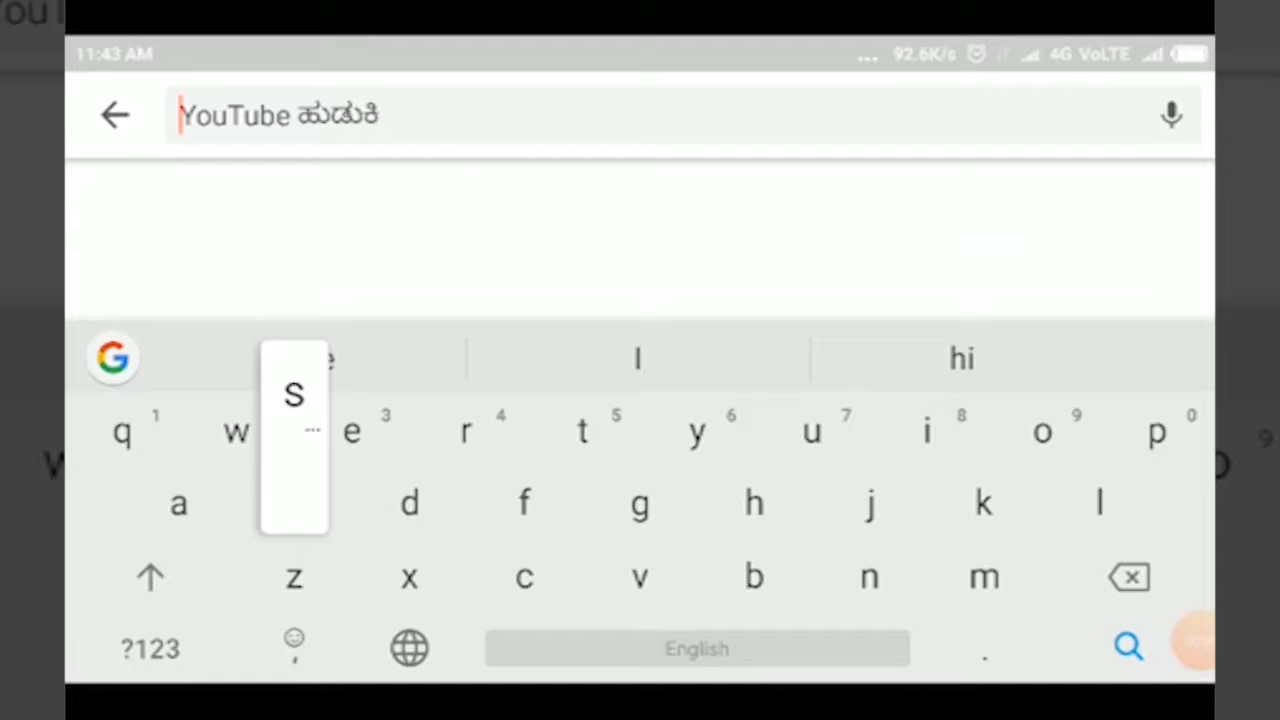 11:43 AM ... 92.6K/s 4G VoLTE
YouTube ಹುಡುಕಿ
I hi
q 1 w e 3 r 4 t 5 y 6 u 7 i 8 o 9 p 0
S
a d f g h j k l
z x c v b n m
?123 , English .